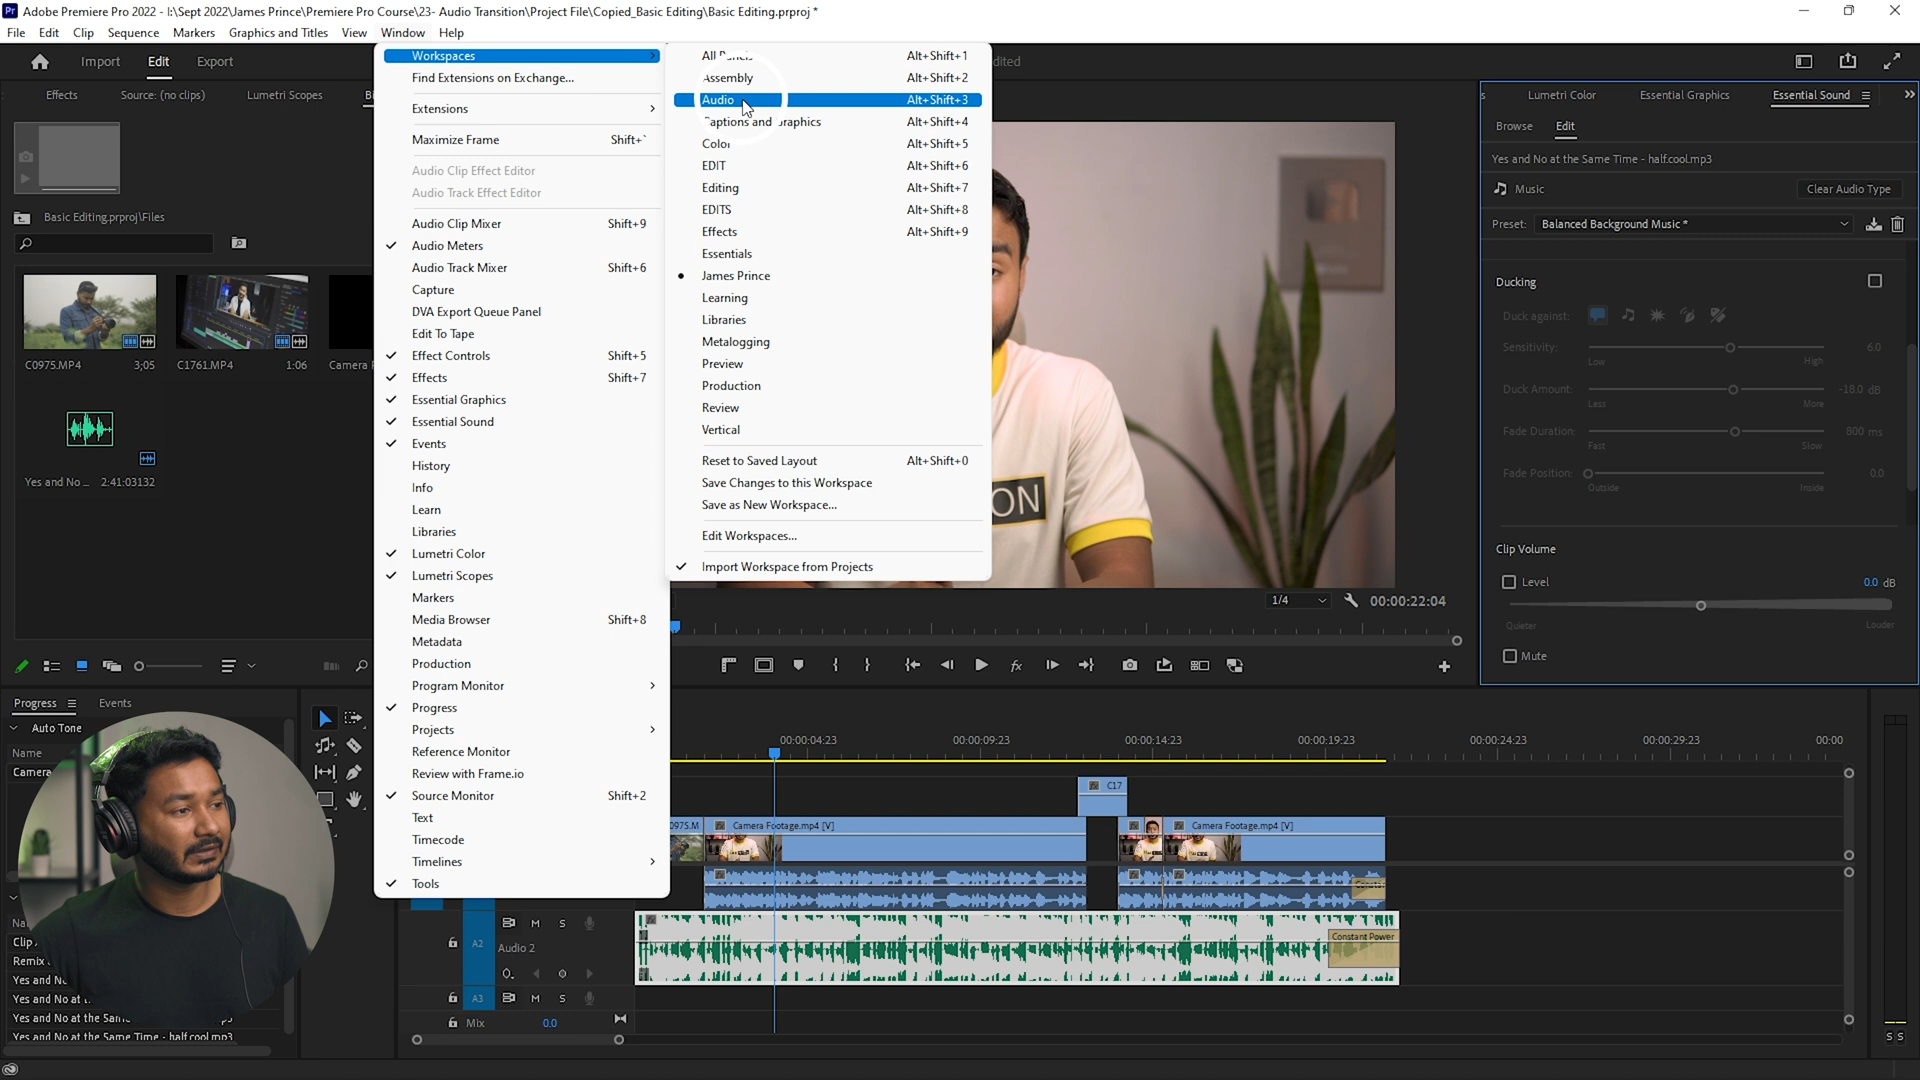 Pr Adobe Premiere Pro 2022 - I:\Sept 2022\James Prince\Premiere Pro Course\23- Audio Transition\Project File\Copied_Basic Editing\Basic Editing.prproj *
File Edit Clip Sequence Markers Graphics and Titles View Window Help
Import Edit Export
Effects Source: (no clips) Lumetri Scopes
Basic Editing.prproj\Files
C0975.MP4 3;05 C1761.MP4 1:06 Camera
Yes and No ... 2:41:03132
Workspaces
Find Extensions on Exchange...
Extensions
Maximize Frame Shift+`
Audio Clip Effect Editor
Audio Track Effect Editor
Audio Clip Mixer Shift+9
Audio Meters
Audio Track Mixer Shift+6
Capture
DVA Export Queue Panel
Edit To Tape
Effect Controls Shift+5
Effects Shift+7
Essential Graphics
Essential Sound
Events
History
Info
Learn
Libraries
Lumetri Color
Lumetri Scopes
Markers
Media Browser Shift+8
Metadata
Production
Program Monitor
Progress
Projects
Reference Monitor
Review with Frame.io
Source Monitor Shift+2
Text
Timecode
Timelines
Tools
All Panels Alt+Shift+1
Assembly Alt+Shift+2
Audio Alt+Shift+3
Captions and Graphics Alt+Shift+4
Color Alt+Shift+5
EDIT Alt+Shift+6
Editing Alt+Shift+7
EDITS Alt+Shift+8
Effects Alt+Shift+9
Essentials
James Prince
Learning
Libraries
Metalogging
Preview
Production
Review
Vertical
Reset to Saved Layout Alt+Shift+0
Save Changes to this Workspace
Save as New Workspace...
Edit Workspaces...
Import Workspace from Projects
ON
1/4 00:00:22:04
Lumetri Color Essential Graphics Essential Sound
Browse Edit
Yes and No at the Same Time - half.cool.mp3
Music Clear Audio Type
Preset: Balanced Background Music *
Ducking
Duck against:
Sensitivity: 6.0
Low High
Duck Amount: -18.0 dB
Less More
Fade Duration: 800 ms
Fast Slow
Fade Position: 0.0
Outside Inside
Clip Volume
Level 0.0 dB
Quieter Louder
Mute
Progress Events
Auto Tone
Name
Camera
Clip
Remix
Yes and No
Yes and No at
Yes and No at the Same
Yes and No at the Same Time - half.cool.mp3
00:00:04:23 00:00:09:23 00:00:14:23 00:00:19:23 00:00:24:23 00:00:29:23 00:00
C17
0975.M Camera Footage.mp4 [V] Camera Footage.mp4 [V]
A2 M S
Audio 2
Constant Power
A3 M S
Mix 0.0
S S